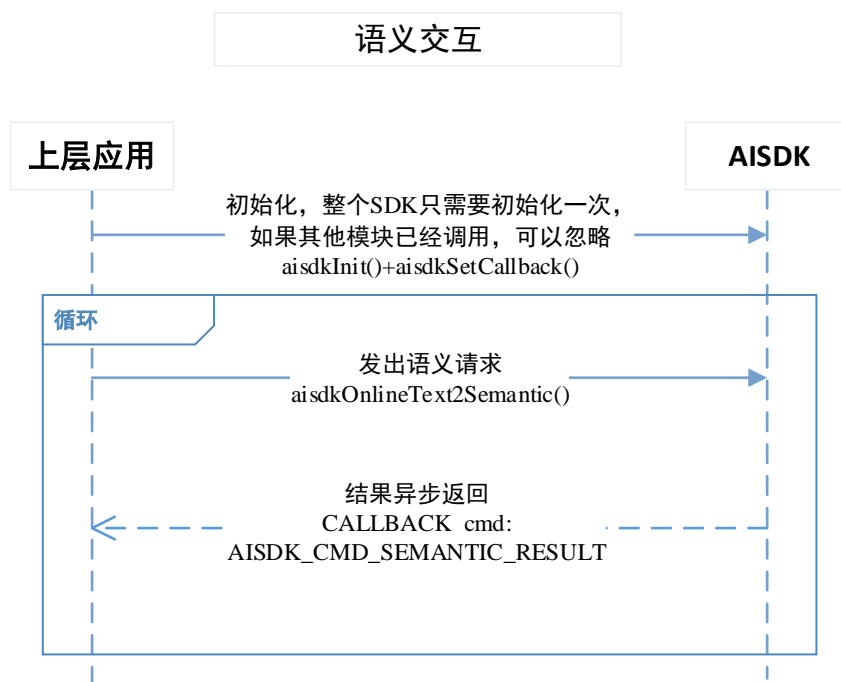 语义交互
上层应用
AISDK
初始化，整个SDK只需要初始化一次，
如果其他模块已经调用，可以忽略
aisdkInit()+aisdkSetCallback()
循环
发出语义请求
aisdkOnlineText2Semantic()
结果异步返回
CALLBACK cmd:
AISDK_CMD_SEMANTIC_RESULT